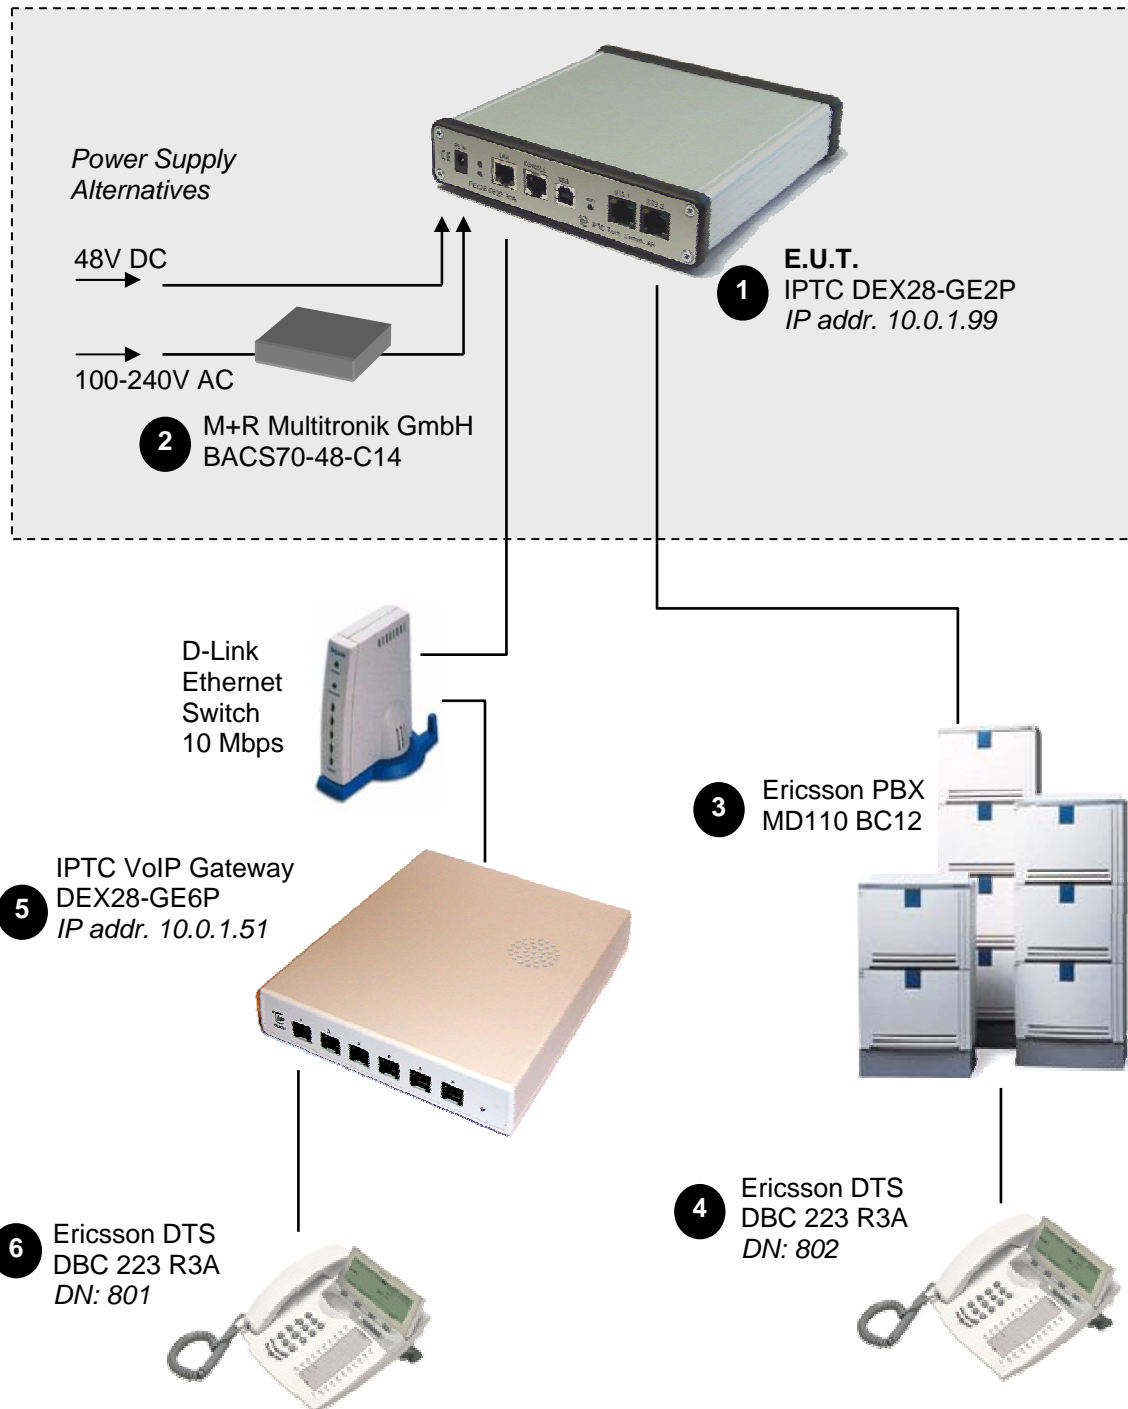 Power Supply
Alternatives
48V DC
100-240V AC
2
M+R Multitronik GmbH
BACS70-48-C14
1
E.U.T.
IPTC DEX28-GE2P
IP addr. 10.0.1.99
D-Link
Ethernet
Switch
10 Mbps
3
Ericsson PBX
MD110 BC12
5
IPTC VoIP Gateway
DEX28-GE6P
IP addr. 10.0.1.51
4
Ericsson DTS
DBC 223 R3A
DN: 802
6
Ericsson DTS
DBC 223 R3A
DN: 801